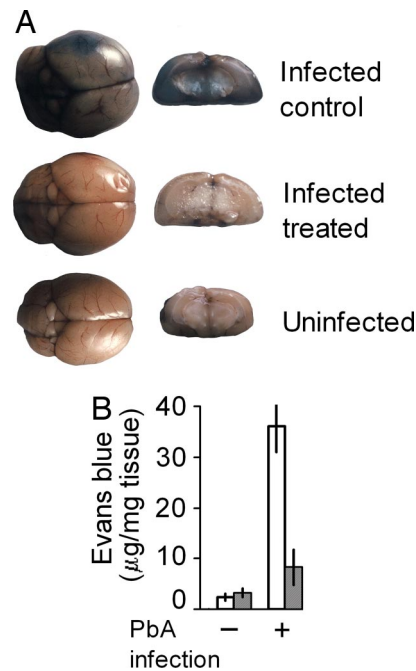 A
Infected
control
Infected
treated
Uninfected
B
Evans blue
(μg/mg tissue)
40
30
20
10
0
PbA − +
infection